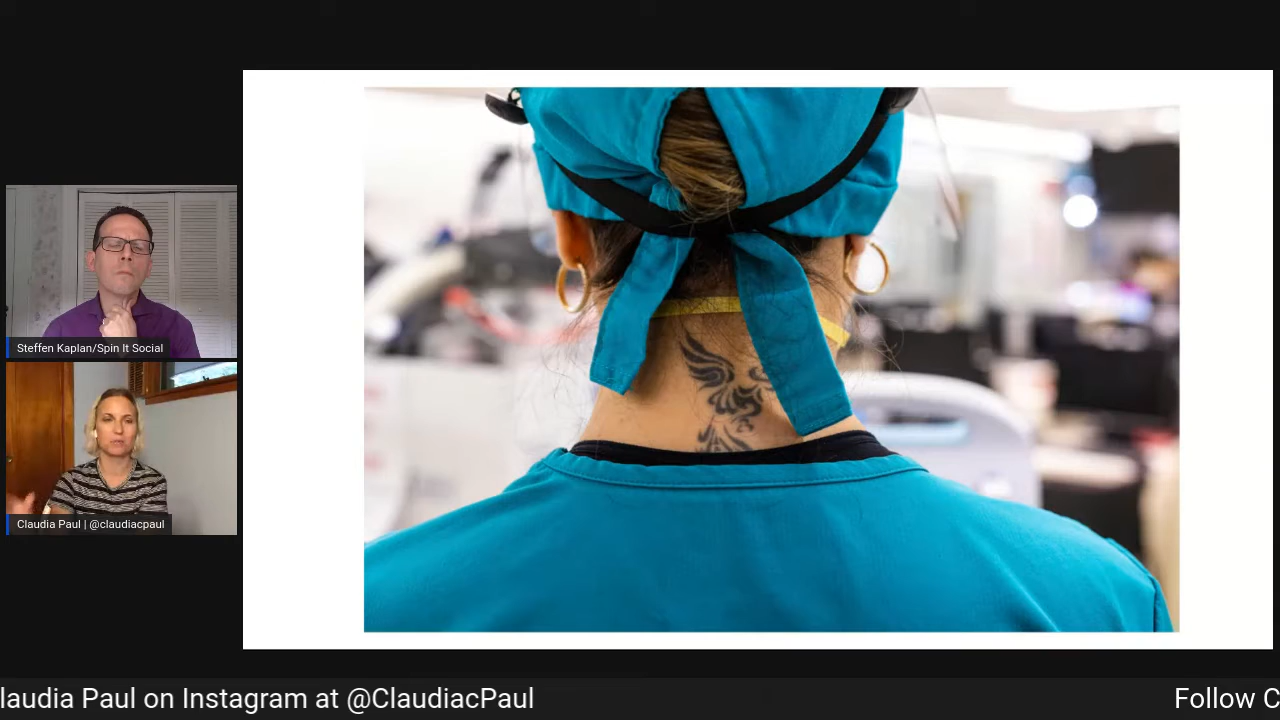 Steffen Kaplan/Spin It Social
Claudia Paul | @claudiacpaul
laudia Paul on Instagram at @ClaudiacPaul
Follow C